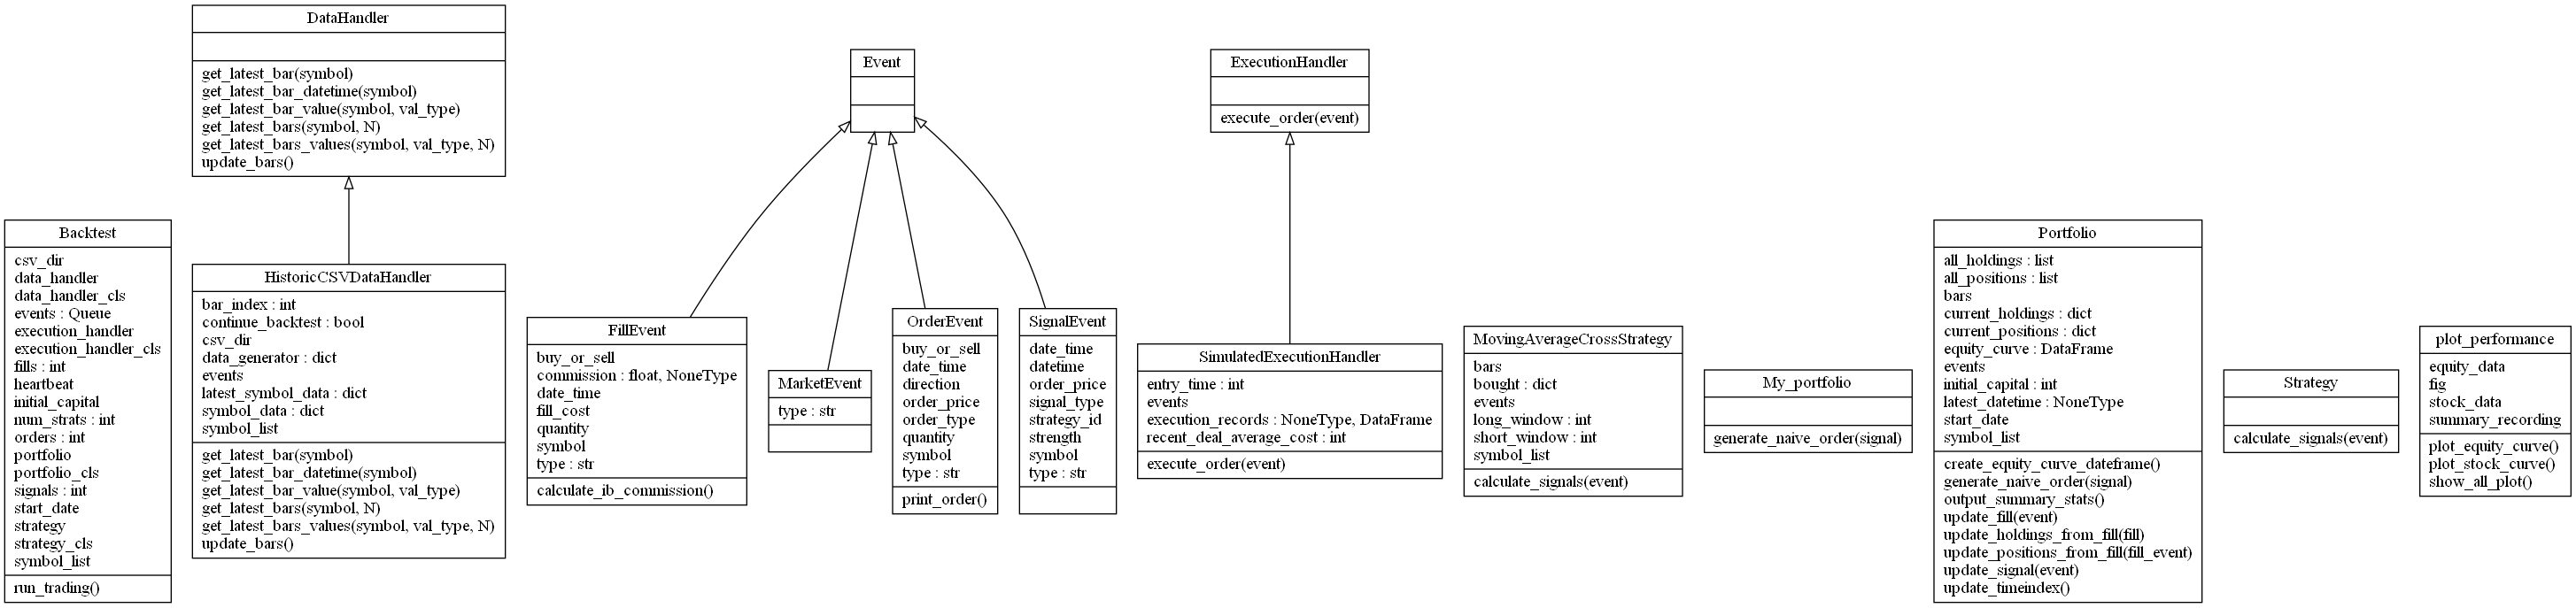 DataHandler
get_latest_bar(symbol)
get_latest_bar_datetime(symbol)
get_latest_bar_value(symbol, val_type)
get_latest_bars(symbol, N)
get_latest_bars_values(symbol, val_type, N)
update_bars()
Event
ExecutionHandler
execute_order(event)
Backtest
csv_dir
data_handler
data_handler_cls
events : Queue
execution_handler
execution_handler_cls
fills : int
heartbeat
initial_capital
num_strats : int
orders : int
portfolio
portfolio_cls
signals : int
start_date
strategy
strategy_cls
symbol_list
run_trading()
HistoricCSVDataHandler
bar_index : int
continue_backtest : bool
csv_dir
data_generator : dict
events
latest_symbol_data : dict
symbol_data : dict
symbol_list
get_latest_bar(symbol)
get_latest_bar_datetime(symbol)
get_latest_bar_value(symbol, val_type)
get_latest_bars(symbol, N)
get_latest_bars_values(symbol, val_type, N)
update_bars()
FillEvent
buy_or_sell
commission : float, NoneType
date_time
fill_cost
quantity
symbol
type : str
calculate_ib_commission()
MarketEvent
type : str
OrderEvent
buy_or_sell
date_time
direction
order_price
order_type
quantity
symbol
type : str
print_order()
SignalEvent
date_time
datetime
order_price
signal_type
strategy_id
strength
symbol
type : str
SimulatedExecutionHandler
entry_time : int
events
execution_records : NoneType, DataFrame
recent_deal_average_cost : int
execute_order(event)
MovingAverageCrossStrategy
bars
bought : dict
events
long_window : int
short_window : int
symbol_list
calculate_signals(event)
My_portfolio
generate_naive_order(signal)
Portfolio
all_holdings : list
all_positions : list
bars
current_holdings : dict
current_positions : dict
equity_curve : DataFrame
events
initial_capital : int
latest_datetime : NoneType
start_date
symbol_list
create_equity_curve_dateframe()
generate_naive_order(signal)
output_summary_stats()
update_fill(event)
update_holdings_from_fill(fill)
update_positions_from_fill(fill_event)
update_signal(event)
update_timeindex()
Strategy
calculate_signals(event)
plot_performance
equity_data
fig
stock_data
summary_recording
plot_equity_curve()
plot_stock_curve()
show_all_plot()